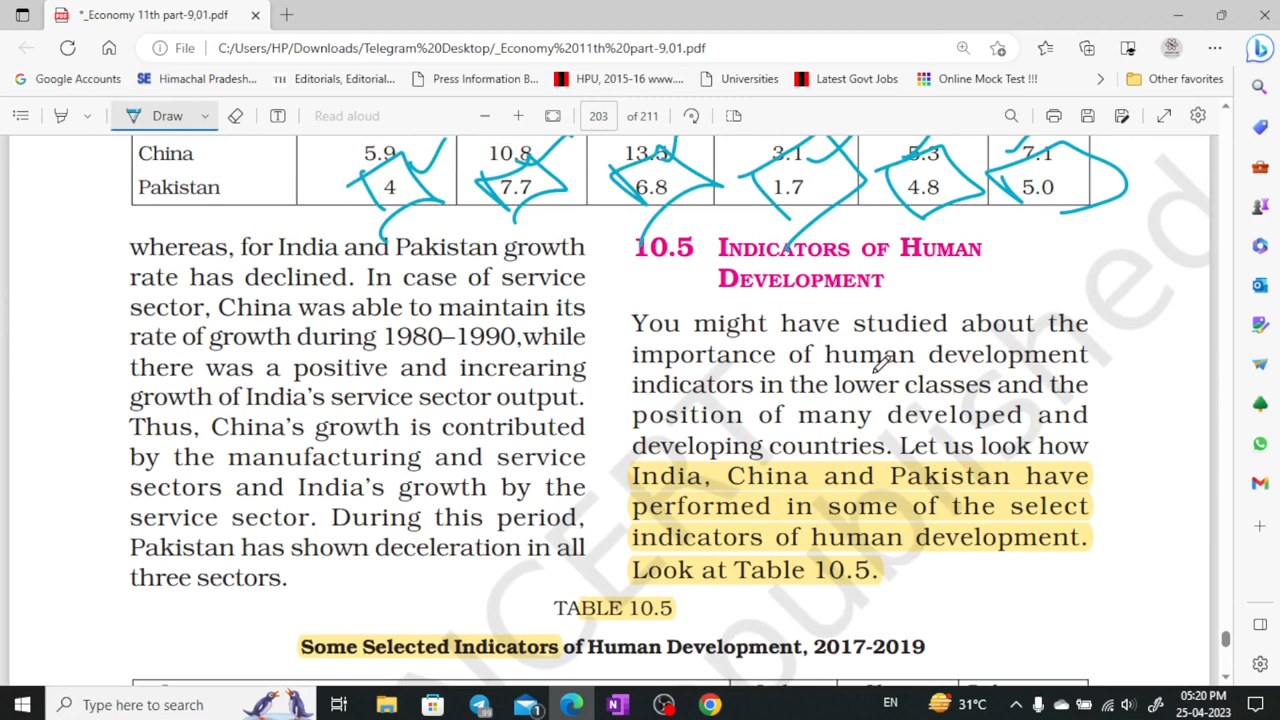 *_Economy 11th part-9,01.pdf
File C:/Users/HP/Downloads/Telegram%20Desktop/_Economy%2011th%20part-9,01.pdf
Google Accounts SE Himachal Pradesh... TH Editorials, Editorial... Press Information B... HPU, 2015-16 www.... Universities Latest Govt Jobs Online Mock Test !!! Other favorites
Draw Read aloud 203 of 211
China 5.9 10.8 13.5 3.1 5.3 7.1
Pakistan 4 7.7 6.8 1.7 4.8 5.0
whereas, for India and Pakistan growth
rate has declined. In case of service
sector, China was able to maintain its
rate of growth during 1980–1990,while
there was a positive and increaring
growth of India's service sector output.
Thus, China's growth is contributed
by the manufacturing and service
sectors and India's growth by the
service sector. During this period,
Pakistan has shown deceleration in all
three sectors.
10.5 INDICATORS OF HUMAN
DEVELOPMENT
You might have studied about the
importance of human development
indicators in the lower classes and the
position of many developed and
developing countries. Let us look how
India, China and Pakistan have
performed in some of the select
indicators of human development.
Look at Table 10.5.
TABLE 10.5
Some Selected Indicators of Human Development, 2017-2019
Type here to search
99
1
31°C
EN
05:20 PM
25-04-2023